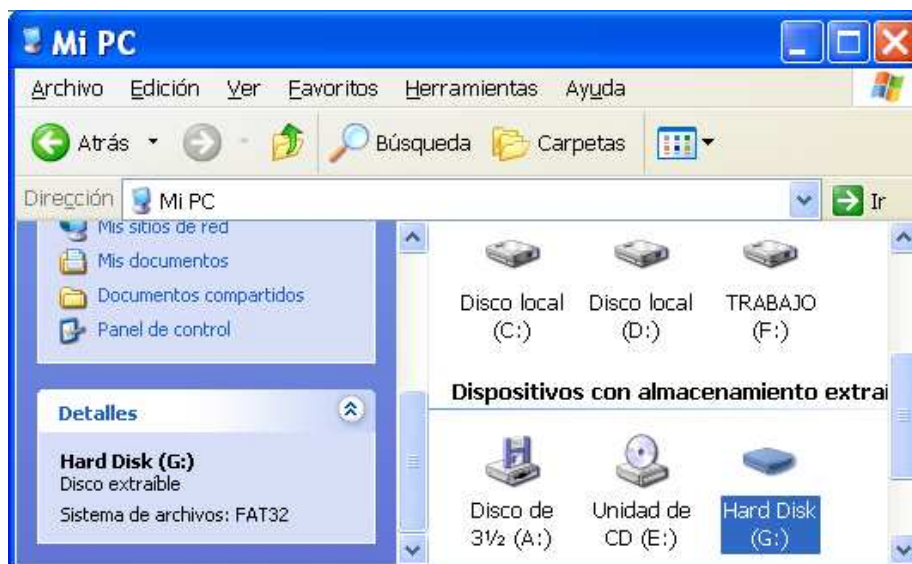 Mi PC
Archivo Edición Ver Favoritos Herramientas Ayuda
Atrás Búsqueda Carpetas
Dirección Mi PC Ir
Mis sitios de red
Mis documentos
Documentos compartidos
Panel de control
Detalles
Hard Disk (G:)
Disco extraíble
Sistema de archivos: FAT32
Disco local (C:)
Disco local (D:)
TRABAJO (F:)
Dispositivos con almacenamiento extraí
Disco de 3½ (A:)
Unidad de CD (E:)
Hard Disk (G:)